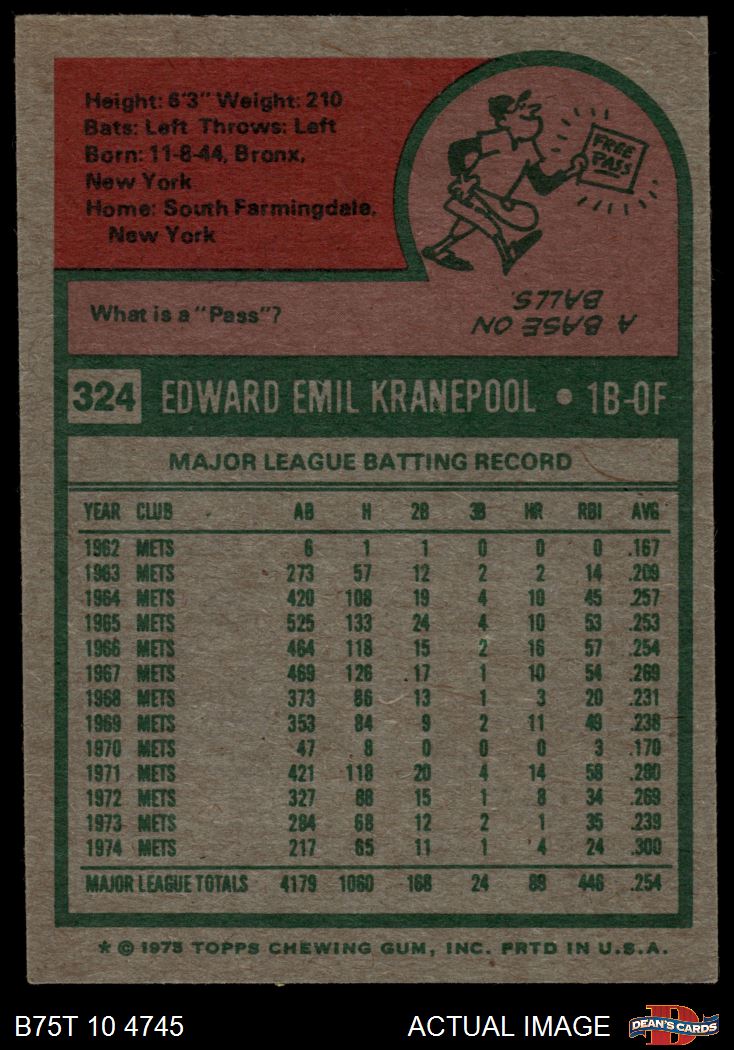 Height: 6'3" Weight: 210
Bats: Left Throws: Left
Born: 11-8-44, Bronx,
New York
Home: South Farmingdale,
New York
FREE
PASS
What is a "Pass"?
A BASE ON
BALLS.
324 EDWARD EMIL KRANEPOOL • 1B-OF
MAJOR LEAGUE BATTING RECORD
YEAR CLUB AB H 2B 3B HR RBI AVG
1962 METS 6 1 1 0 0 0 .167
1963 METS 273 57 12 2 2 14 .209
1964 METS 420 108 19 4 10 45 .257
1965 METS 525 133 24 4 10 53 .253
1966 METS 464 118 15 2 16 57 .254
1967 METS 469 126 17 1 10 54 .269
1968 METS 373 86 13 1 3 20 .231
1969 METS 353 84 9 2 11 49 .238
1970 METS 47 8 0 0 0 3 .170
1971 METS 421 118 20 4 14 58 .280
1972 METS 327 88 15 1 8 34 .269
1973 METS 284 68 12 2 1 35 .239
1974 METS 217 65 11 1 4 24 .300
MAJOR LEAGUE TOTALS 4179 1060 168 24 89 446 .254
* © 1975 TOPPS CHEWING GUM, INC. PRTD IN U.S.A.
B75T 10 4745 ACTUAL IMAGE
DEAN'S CARDS